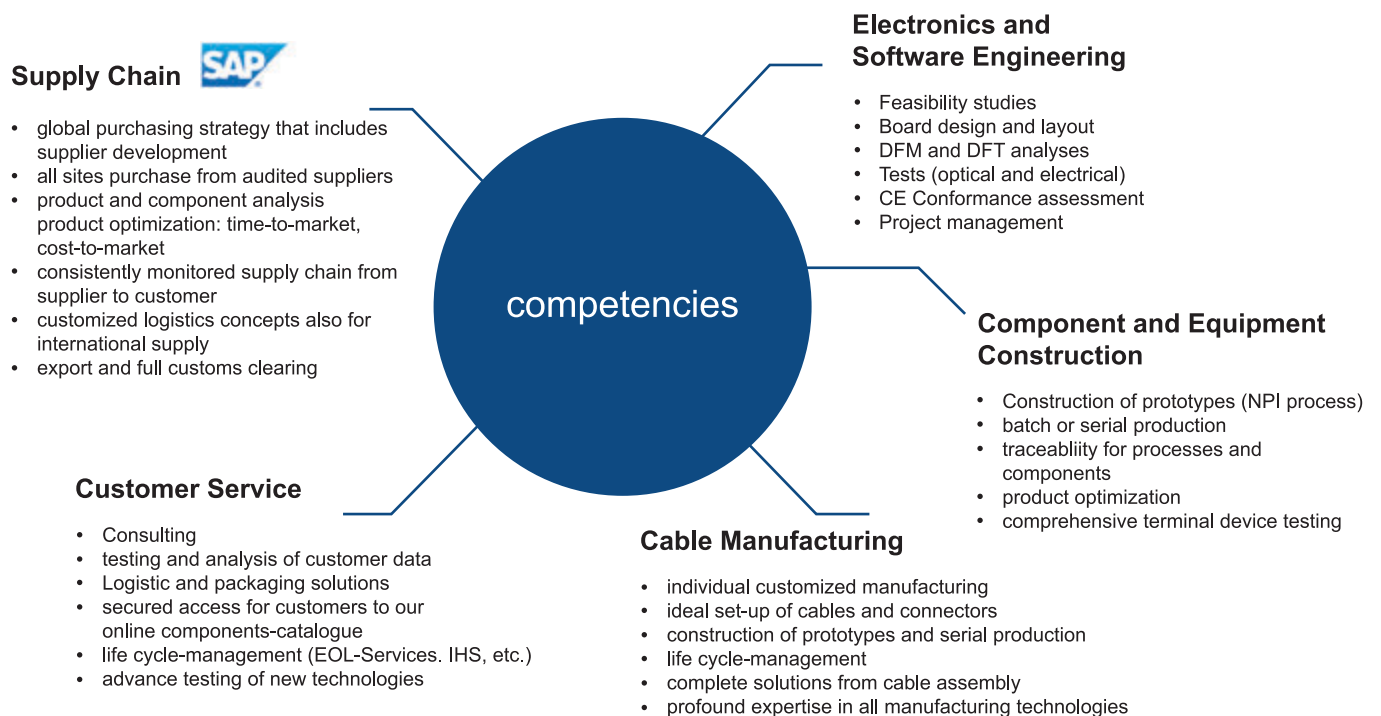 Supply Chain SAP
• global purchasing strategy that includes
supplier development
• all sites purchase from audited suppliers
• product and component analysis
product optimization: time-to-market,
cost-to-market
• consistently monitored supply chain from
supplier to customer
• customized logistics concepts also for
international supply
• export and full customs clearing
Electronics and
Software Engineering
• Feasibility studies
• Board design and layout
• DFM and DFT analyses
• Tests (optical and electrical)
• CE Conformance assessment
• Project management
competencies
Component and Equipment
Construction
• Construction of prototypes (NPI process)
• batch or serial production
• traceabliity for processes and
components
• product optimization
• comprehensive terminal device testing
Customer Service
• Consulting
• testing and analysis of customer data
• Logistic and packaging solutions
• secured access for customers to our
online components-catalogue
• life cycle-management (EOL-Services. IHS, etc.)
• advance testing of new technologies
Cable Manufacturing
• individual customized manufacturing
• ideal set-up of cables and connectors
• construction of prototypes and serial production
• life cycle-management
• complete solutions from cable assembly
• profound expertise in all manufacturing technologies